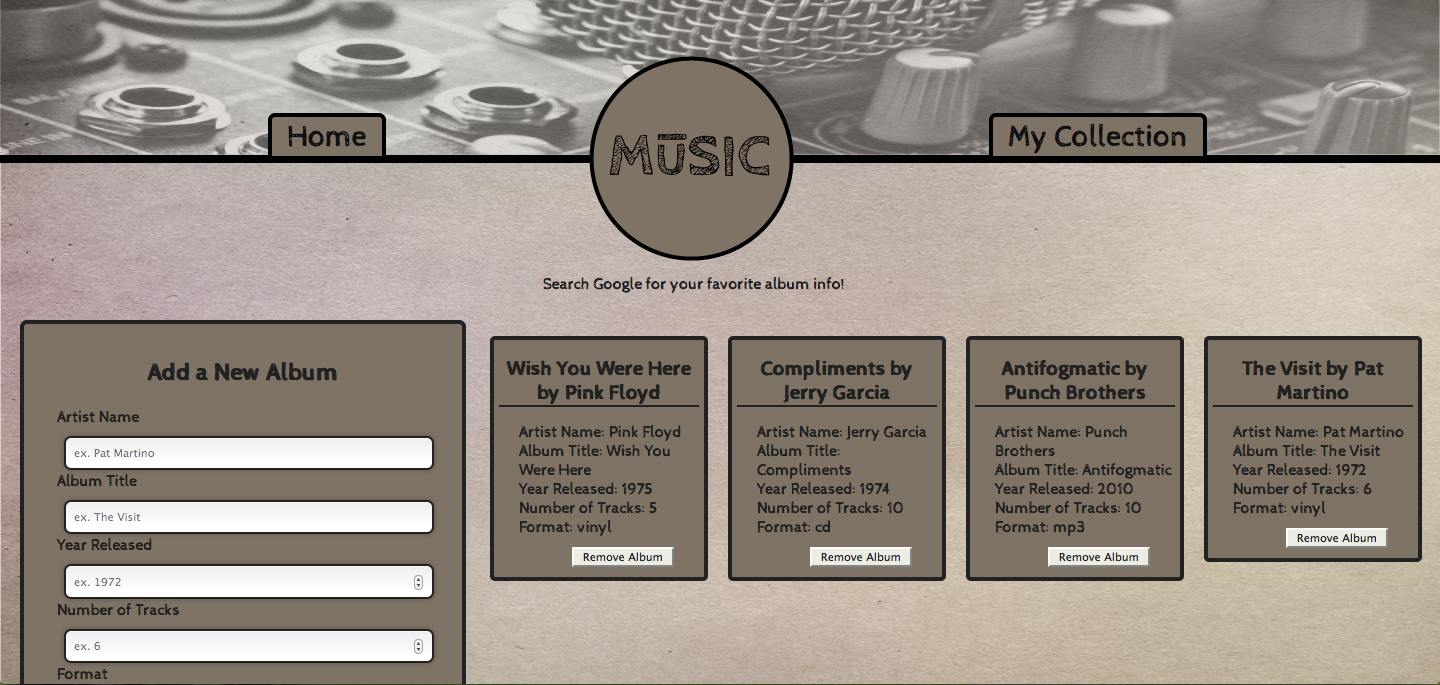 Home
MūSIC
My Collection
Search Google for your favorite album info!
Add a New Album
Artist Name
ex. Pat Martino
Album Title
ex. The Visit
Year Released
ex. 1972
Number of Tracks
ex. 6
Format
Wish You Were Here
by Pink Floyd
Artist Name: Pink Floyd
Album Title: Wish You
Were Here
Year Released: 1975
Number of Tracks: 5
Format: vinyl
Remove Album
Compliments by
Jerry Garcia
Artist Name: Jerry Garcia
Album Title:
Compliments
Year Released: 1974
Number of Tracks: 10
Format: cd
Remove Album
Antifogmatic by
Punch Brothers
Artist Name: Punch
Brothers
Album Title: Antifogmatic
Year Released: 2010
Number of Tracks: 10
Format: mp3
Remove Album
The Visit by Pat
Martino
Artist Name: Pat Martino
Album Title: The Visit
Year Released: 1972
Number of Tracks: 6
Format: vinyl
Remove Album